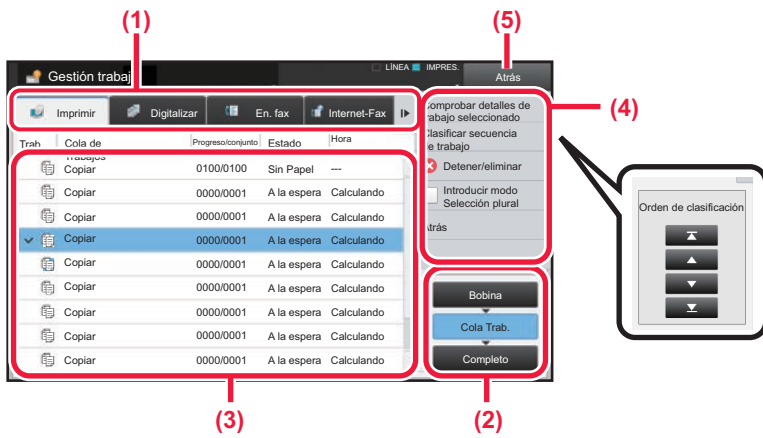 (1)
(5)
LÍNEA IMPRES.
Gestión trabajo
Atrás
(4)
Imprimir Digitalizar En. fax Internet-Fax
Comprobar detalles de
trabajo seleccionado
Clasificar secuencia
de trabajo
Detener/eliminar
Introducir modo
Selección plural
Atrás
Trab. Cola de Progreso/conjunto Estado Hora
Trabajos
Copiar 0100/0100 Sin Papel ---
Copiar 0000/0001 A la espera Calculando
Copiar 0000/0001 A la espera Calculando
Copiar 0000/0001 A la espera Calculando
Copiar 0000/0001 A la espera Calculando
Copiar 0000/0001 A la espera Calculando
Copiar 0000/0001 A la espera Calculando
Copiar 0000/0001 A la espera Calculando
Copiar 0000/0001 A la espera Calculando
Orden de clasificación
Bobina
Cola Trab.
Completo
(3)
(2)